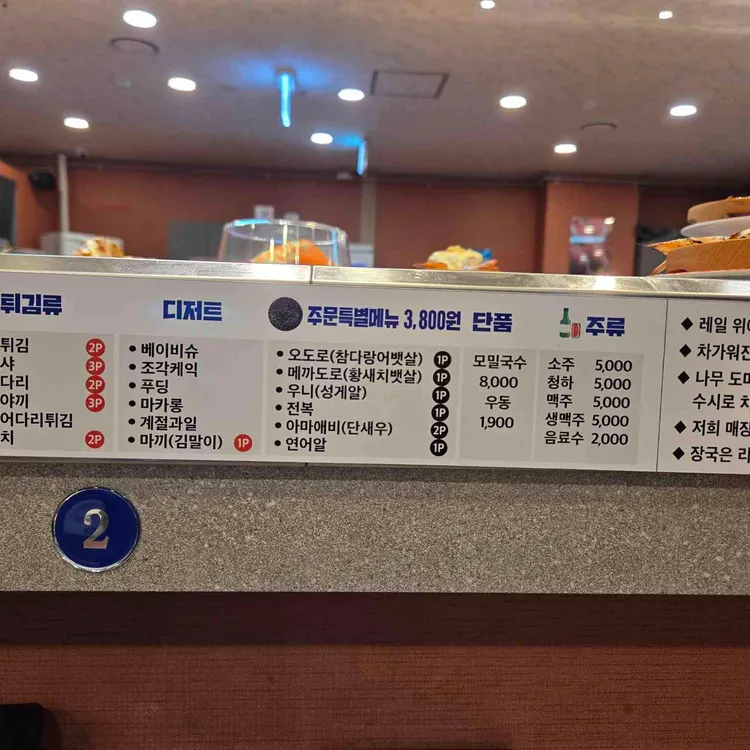 튀김류
튀김 2P
샤 3P
다리 2P
야끼 3P
어다리튀김
치 2P
디저트
• 베이비슈
• 조각케익
• 푸딩
• 마카롱
• 계절과일
• 마끼(김말이) 1P
주문특별메뉴 3,800원
• 오도로(참다랑어뱃살) 1P
• 메까도로(황새치뱃살) 1P
• 우니(성게알) 1P
• 전복 1P
• 아마애비(단새우) 2P
• 연어알 1P
단품
모밀국수
8,000
우동
1,900
주류
소주 5,000
청하 5,000
맥주 5,000
생맥주 5,000
음료수 2,000
◆ 레일 위에
◆ 차가워진
◆ 나무 도마
수시로 차
◆ 저희 매장
◆ 장국은 리
2